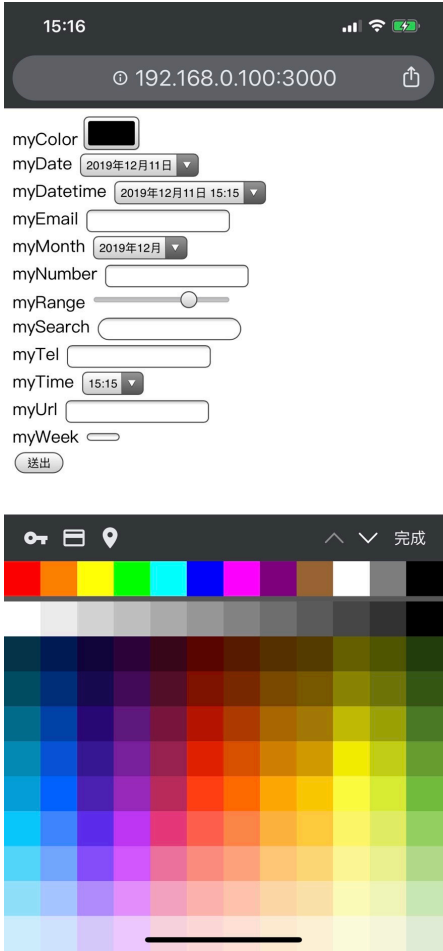 15:16
192.168.0.100:3000
myColor
myDate 2019年12月11日
myDatetime 2019年12月11日 15:15
myEmail
myMonth 2019年12月
myNumber
myRange
mySearch
myTel
myTime 15:15
myUrl
myWeek
送出
完成